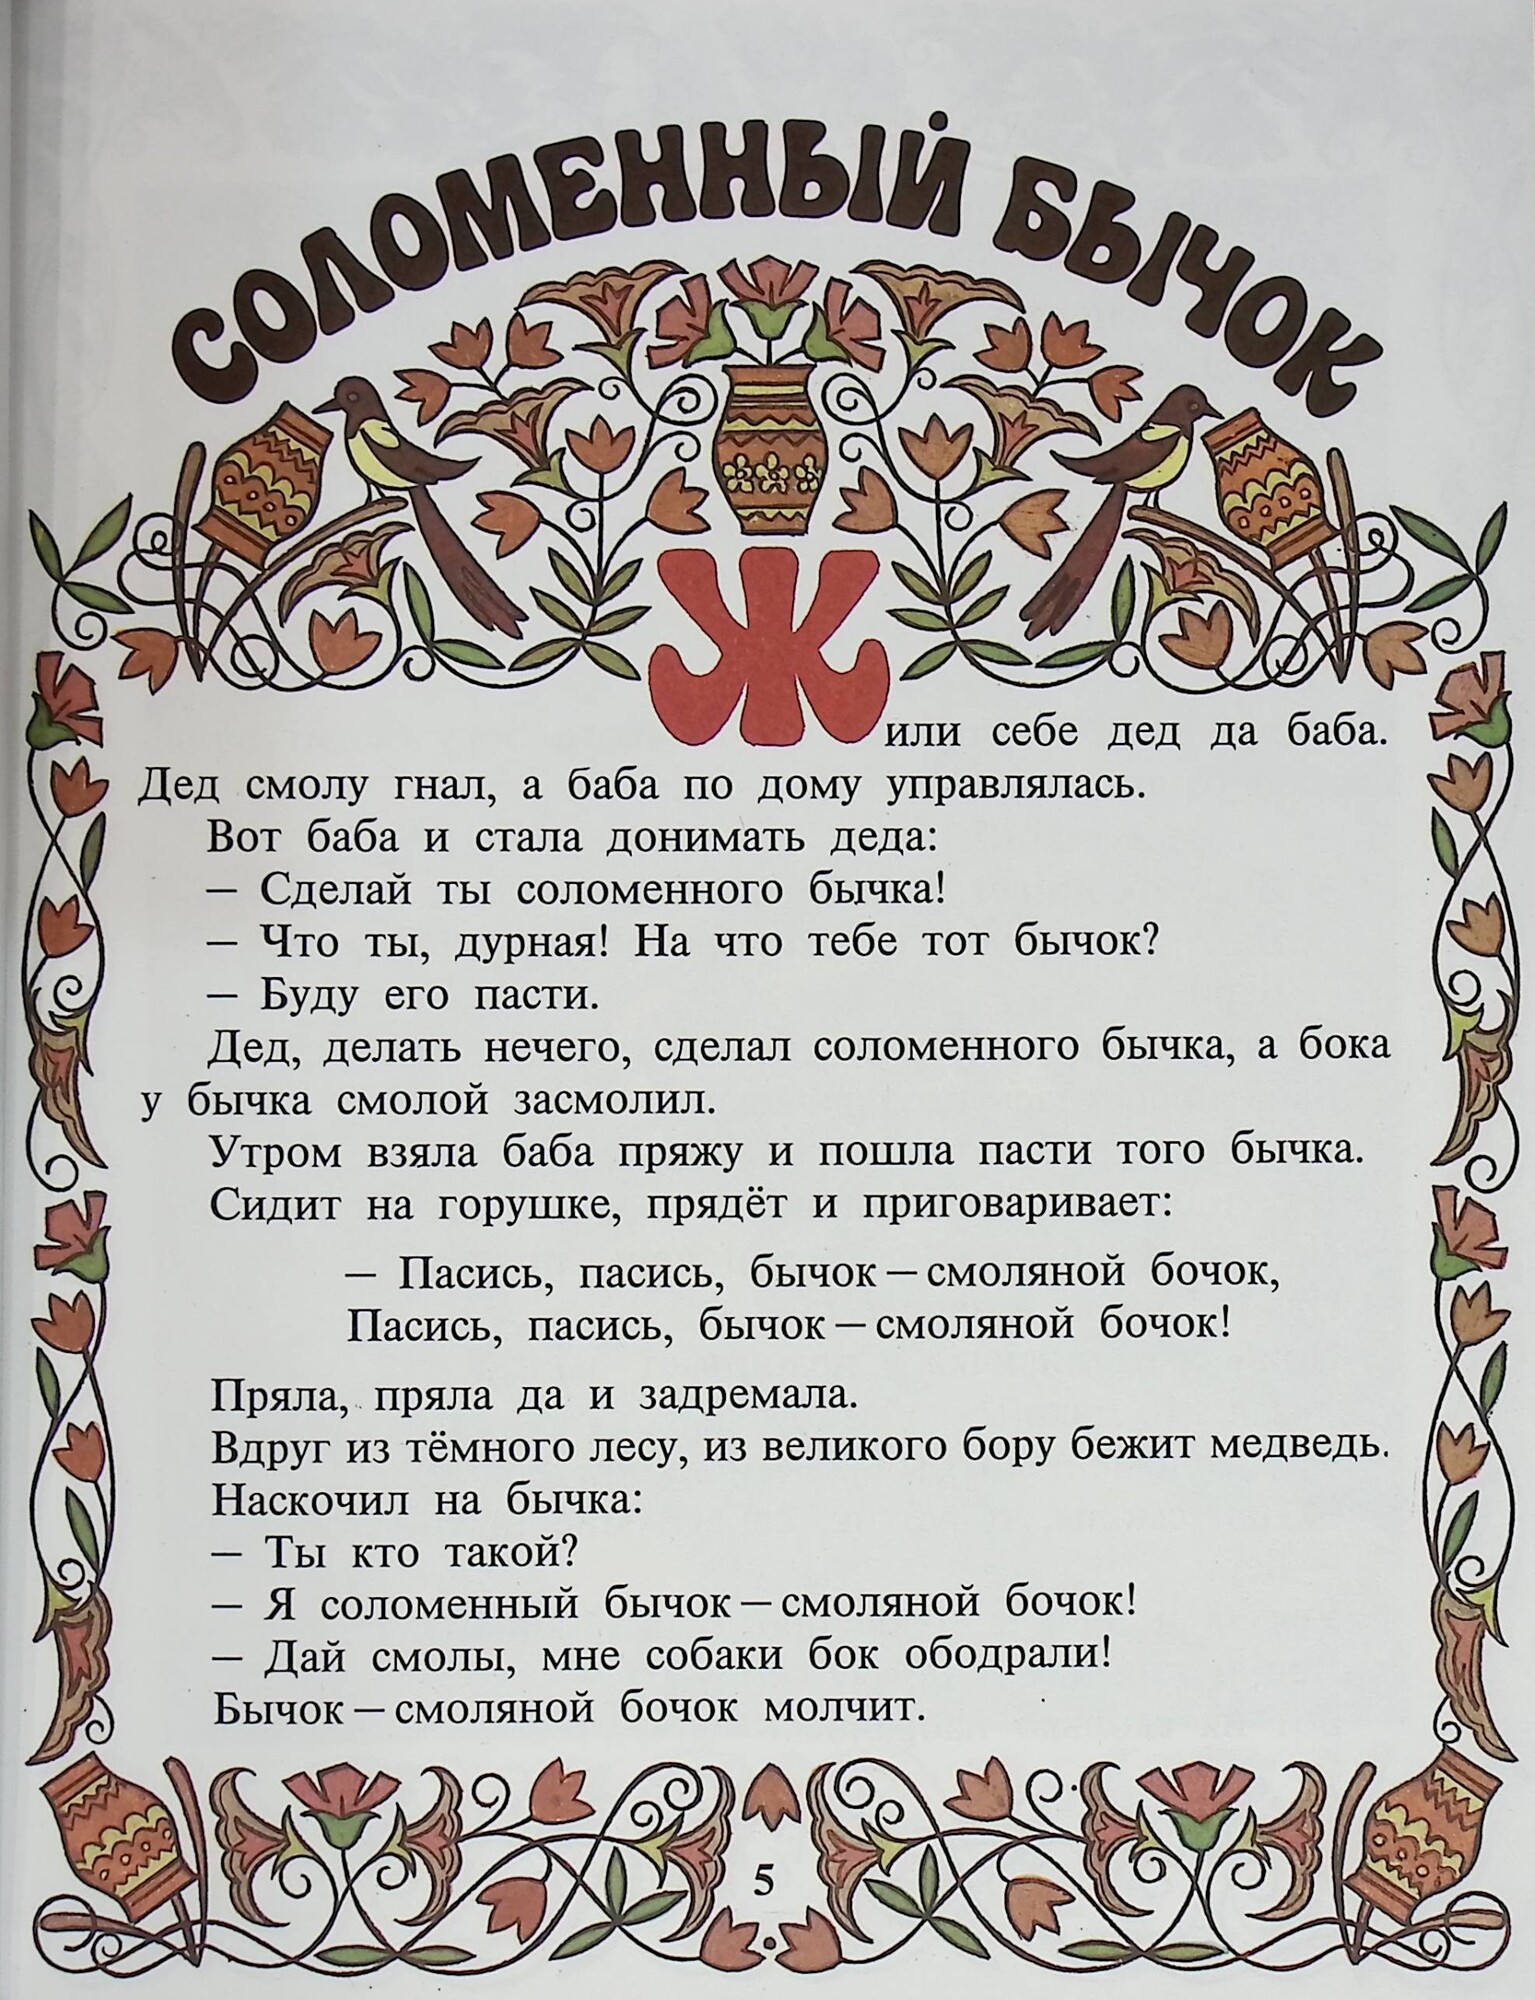 СОЛОМЕННЫЙ БЫЧОК
Жили себе дед да баба.
Дед смолу гнал, а баба по дому управлялась.
Вот баба и стала донимать деда:
— Сделай ты соломенного бычка!
— Что ты, дурная! На что тебе тот бычок?
— Буду его пасти.
Дед, делать нечего, сделал соломенного бычка, а бока
у бычка смолой засмолил.
Утром взяла баба пряжу и пошла пасти того бычка.
Сидит на горушке, прядёт и приговаривает:
— Пасись, пасись, бычок — смоляной бочок,
Пасись, пасись, бычок — смоляной бочок!
Пряла, пряла да и задремала.
Вдруг из тёмного лесу, из великого бору бежит медведь.
Наскочил на бычка:
— Ты кто такой?
— Я соломенный бычок — смоляной бочок!
— Дай смолы, мне собаки бок ободрали!
Бычок — смоляной бочок молчит.
5